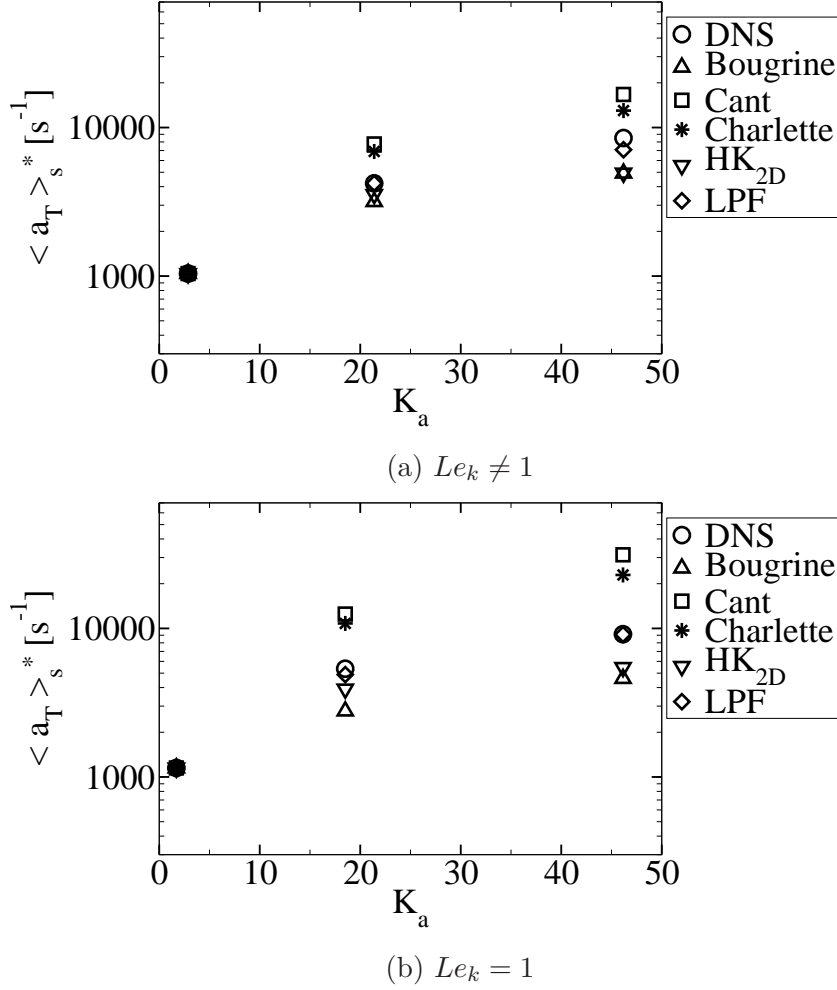 10000
1000
< a_T >_s^* [s^-1]
0 10 20 30 40 50
K_a
DNS
Bougrine
Cant
Charlette
HK_2D
LPF
(a) Le_k ≠ 1
10000
1000
< a_T >_s^* [s^-1]
0 10 20 30 40 50
K_a
DNS
Bougrine
Cant
Charlette
HK_2D
LPF
(b) Le_k = 1